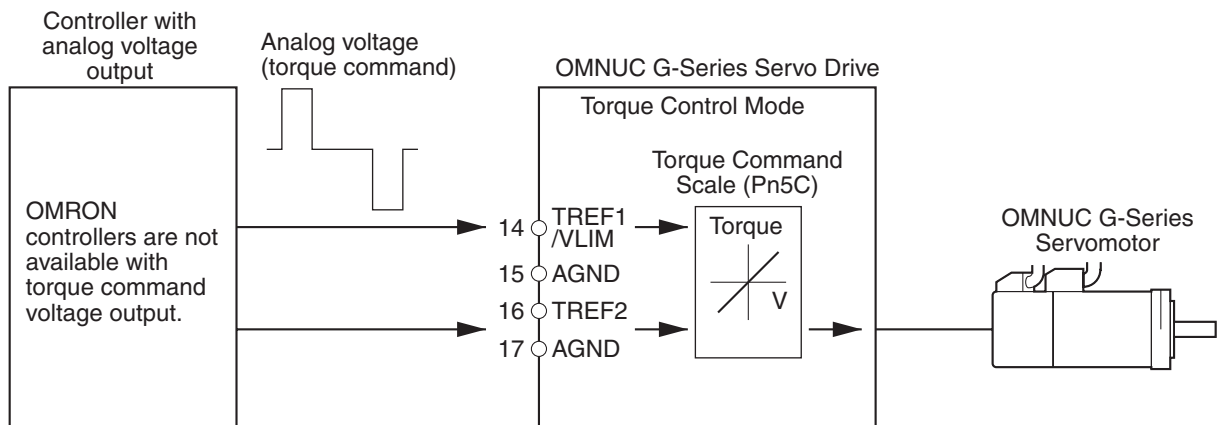 Controller with
analog voltage
output
Analog voltage
(torque command)
OMNUC G-Series Servo Drive
Torque Control Mode
Torque Command
Scale (Pn5C)
OMRON
controllers are not
available with
torque command
voltage output.
14
TREF1
/VLIM
15
AGND
16
TREF2
17
AGND
Torque
V
OMNUC G-Series
Servomotor